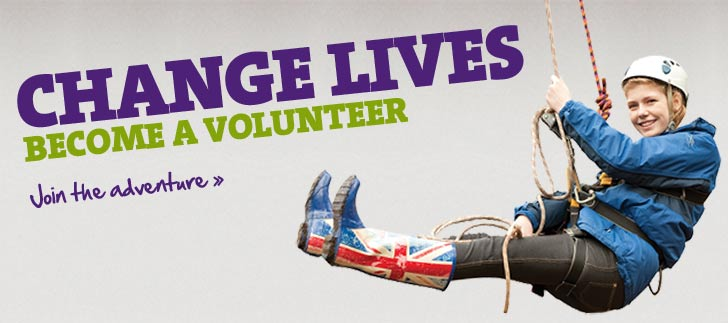 CHANGE LIVES
BECOME A VOLUNTEER
Join the adventure »